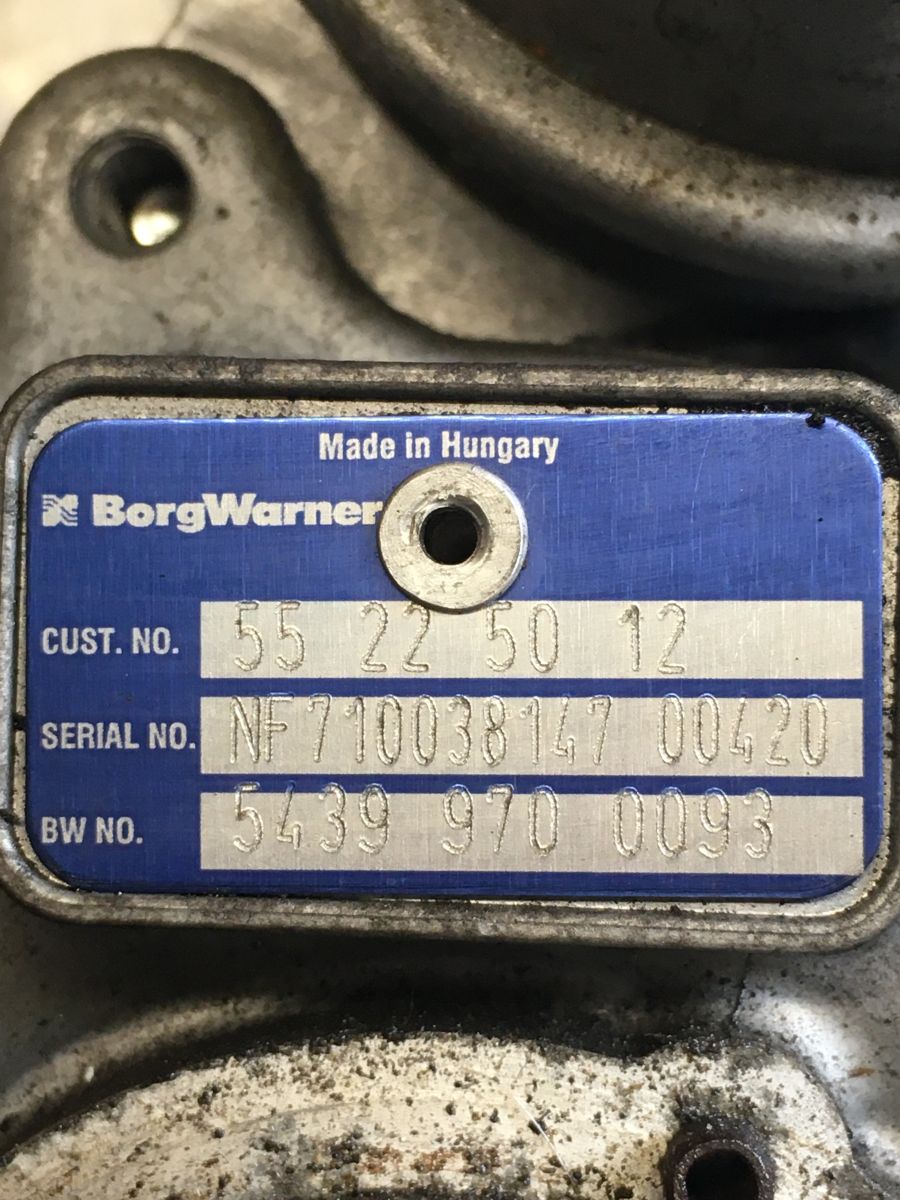 Made in Hungary
BorgWarner
CUST. NO. 55 22 50 12
SERIAL NO. NF710038147 00420
BW NO. 5439 970 0093